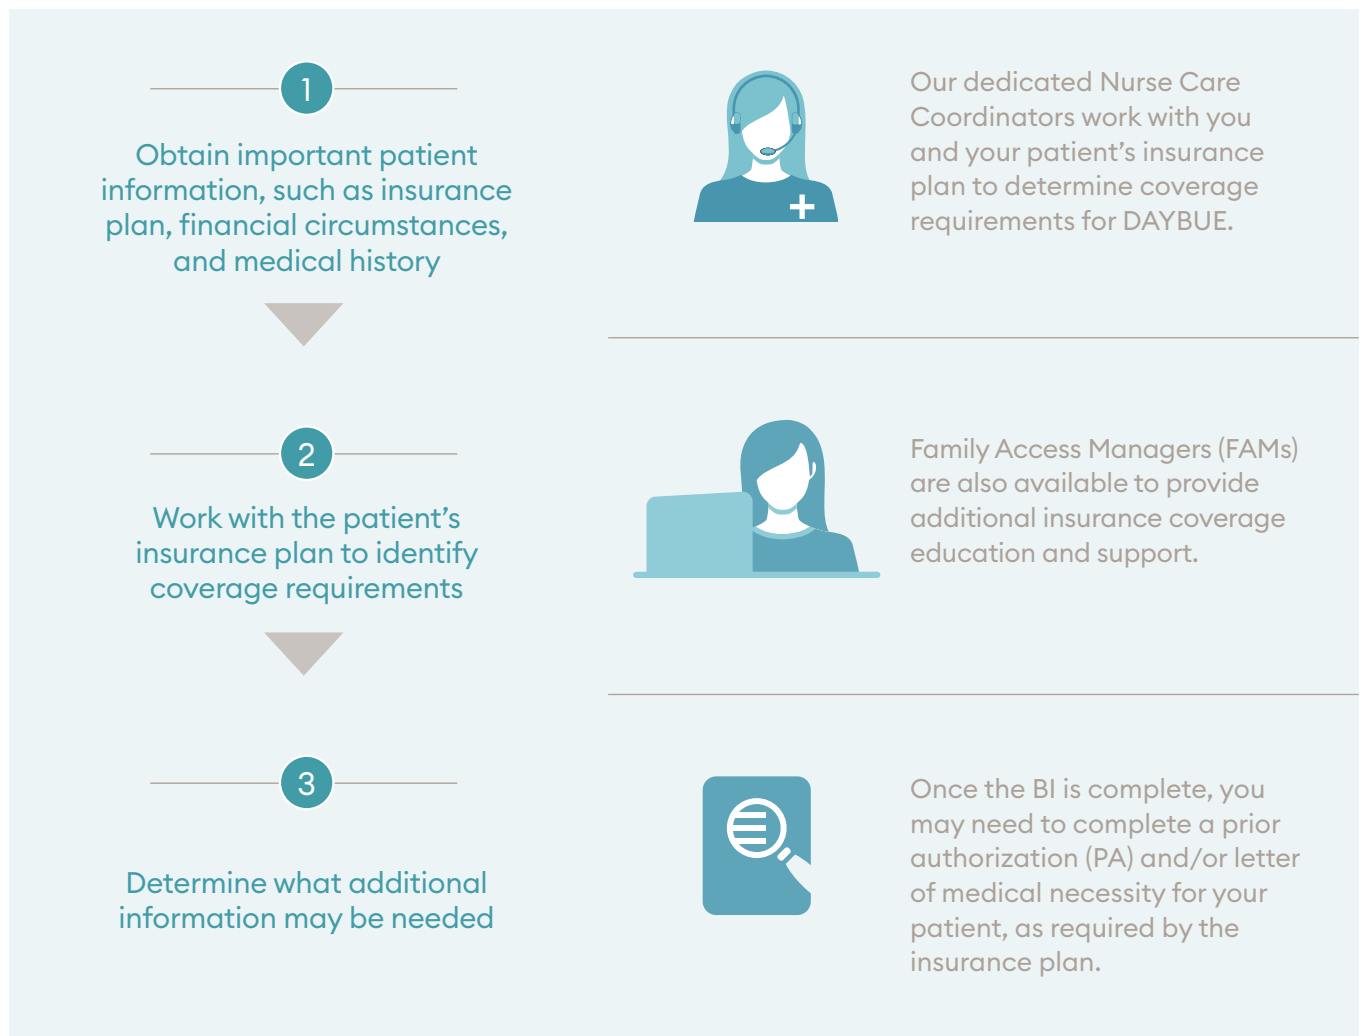 1
Obtain important patient
information, such as insurance
plan, financial circumstances,
and medical history
Our dedicated Nurse Care
Coordinators work with you
and your patient’s insurance
plan to determine coverage
requirements for DAYBUE.
2
Work with the patient’s
insurance plan to identify
coverage requirements
Family Access Managers (FAMs)
are also available to provide
additional insurance coverage
education and support.
3
Determine what additional
information may be needed
Once the BI is complete, you
may need to complete a prior
authorization (PA) and/or letter
of medical necessity for your
patient, as required by the
insurance plan.